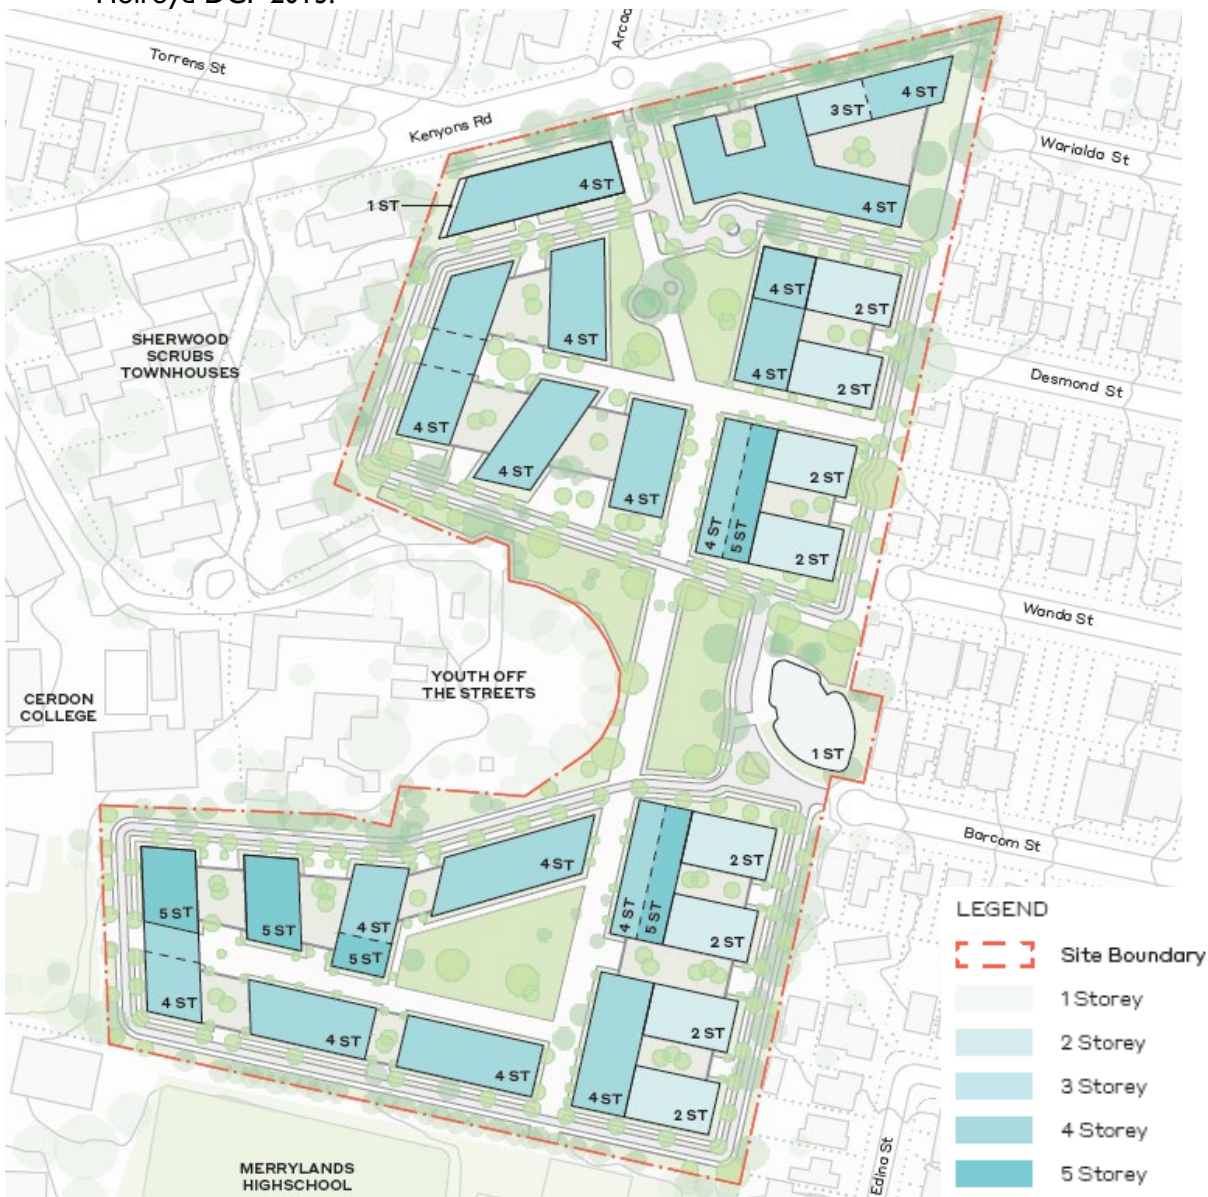 Holroyd DCP 2013.
Torrens St
Arcad
Kenyons Rd
Warialda St
3 ST
4 ST
4 ST
1 ST
4 ST
4 ST
2 ST
4 ST
SHERWOOD
SCRUBS
TOWNHOUSES
4 ST
2 ST
Desmond St
4 ST
4 ST
4 ST
2 ST
4 ST
5 ST
2 ST
Wanda St
YOUTH OFF
THE STREETS
CERDON
COLLEGE
1 ST
Barcom St
4 ST
2 ST
5 ST
5 ST
4 ST
5 ST
4 ST
5 ST
2 ST
4 ST
4 ST
4 ST
2 ST
4 ST
2 ST
MERRYLANDS
HIGHSCHOOL
Edina St
LEGEND
Site Boundary
1 Storey
2 Storey
3 Storey
4 Storey
5 Storey